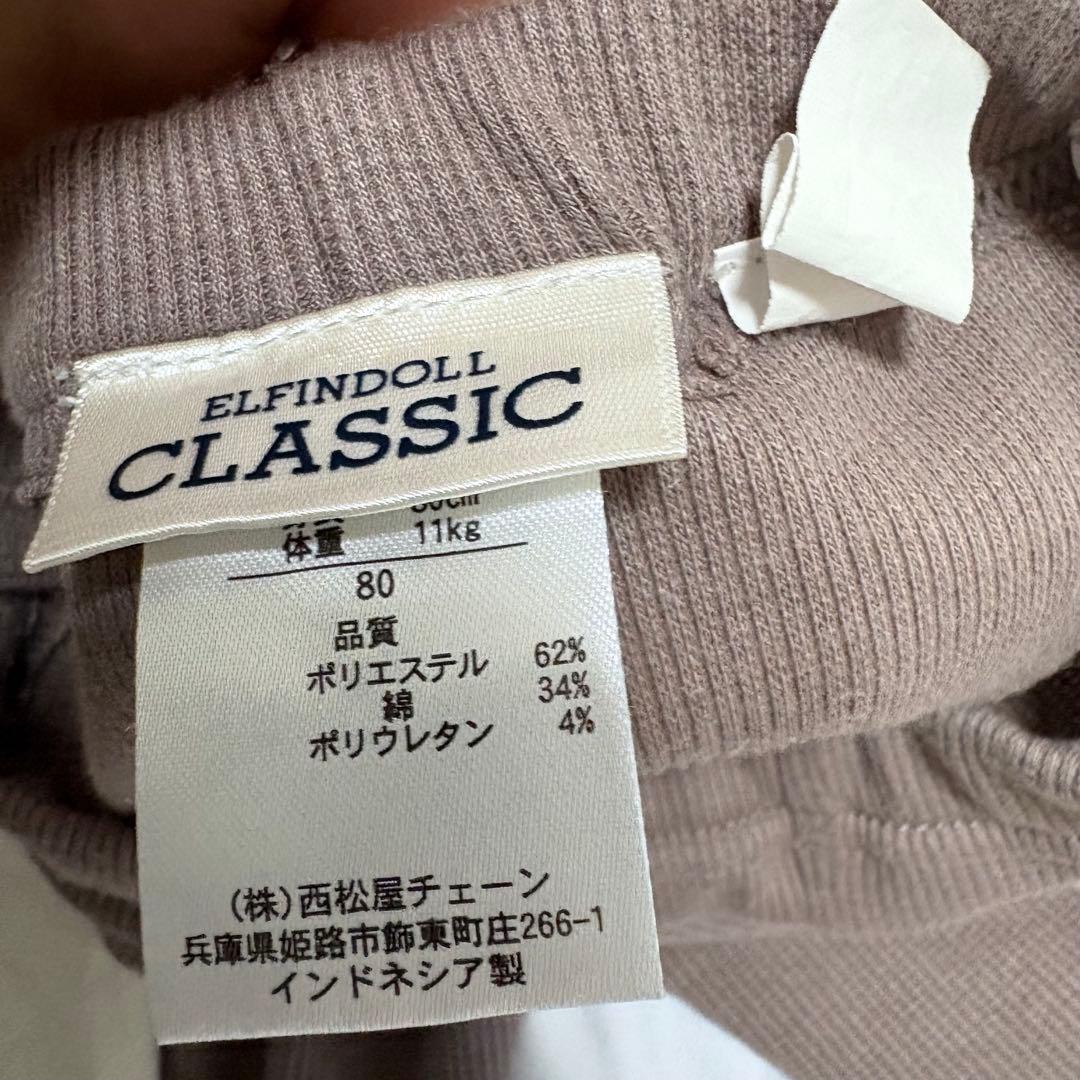 ELFINDOLL
CLASSIC
体重 11kg
80
品質
ポリエステル 62%
綿 34%
ポリウレタン 4%
(株)西松屋チェーン
兵庫県姫路市飾東町庄266-1
インドネシア製